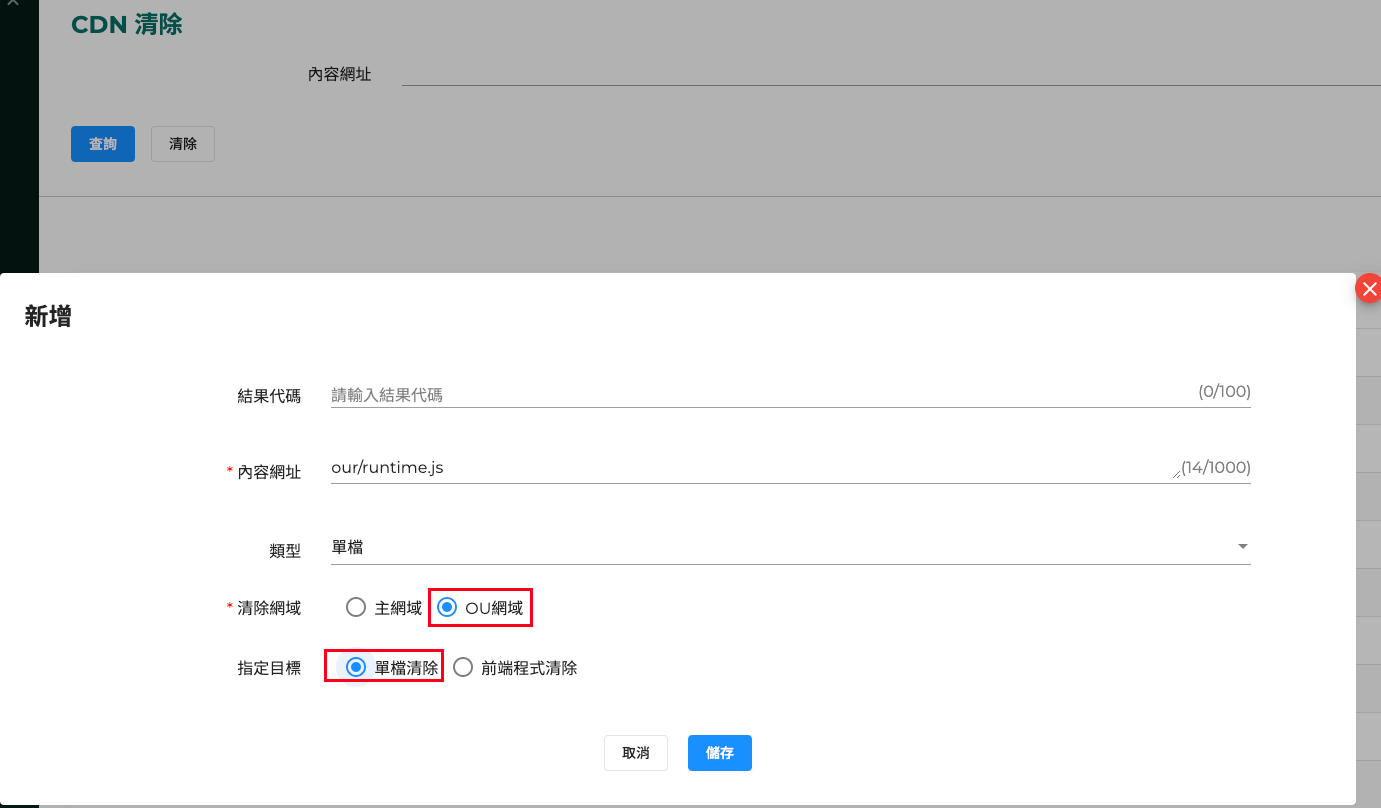 CDN 清除
內容網址
查詢 清除
新增
結果代碼 請輸入結果代碼 (0/100)
* 內容網址 our/runtime.js (14/1000)
類型 單檔
* 清除網域 主網域 OU網域
指定目標 單檔清除 前端程式清除
取消 儲存